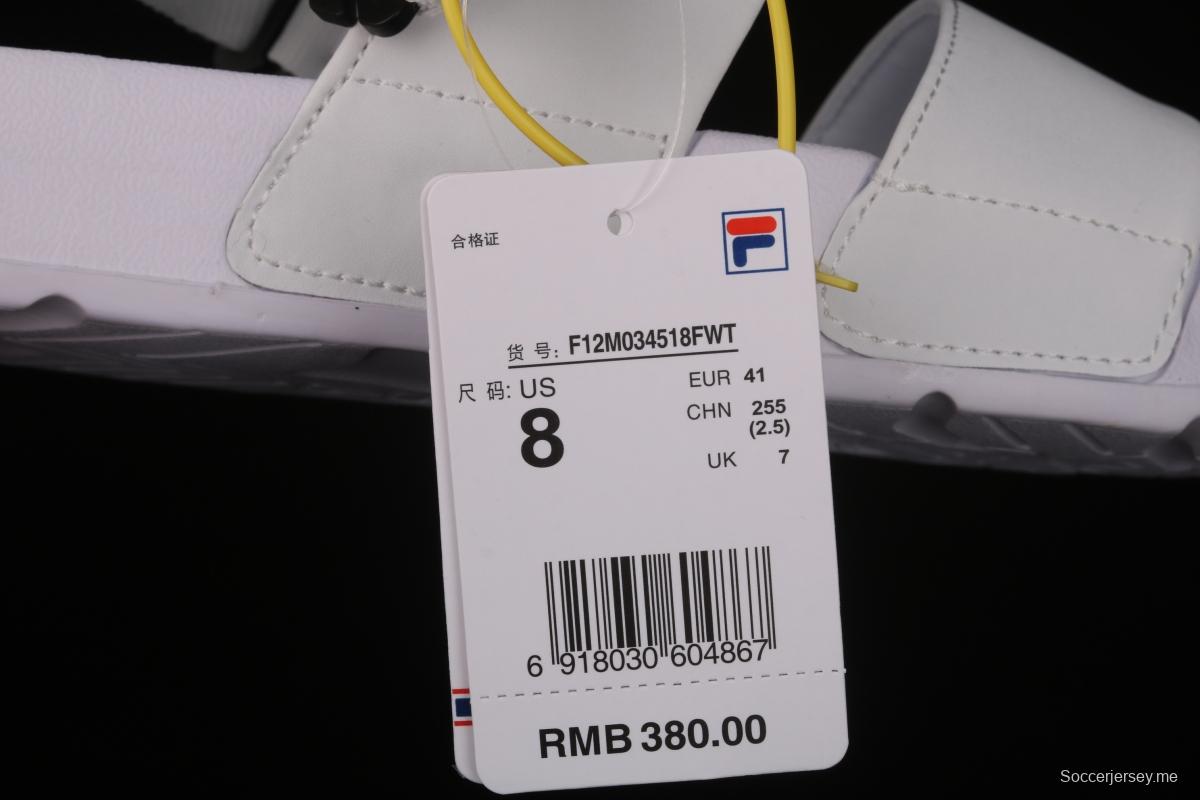 合格证
货 号: F12M034518FWT
尺 码: US
8
EUR 41
CHN 255
(2.5)
UK 7
6 918030 604867
RMB 380.00
Soccerjersey.me